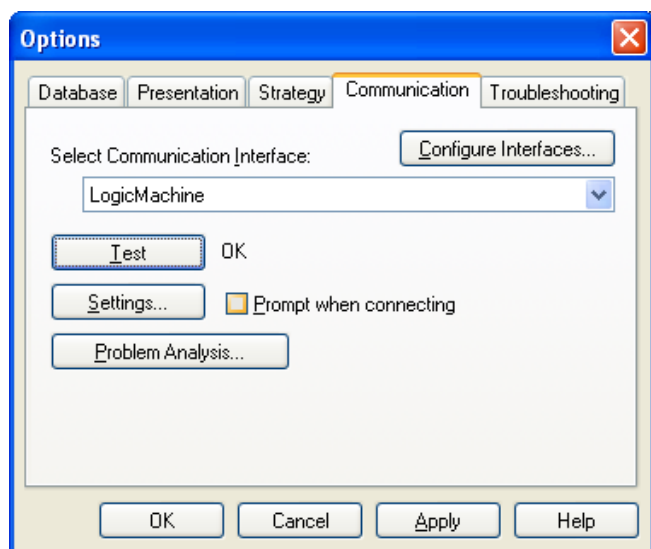 Options
Database Presentation Strategy Communication Troubleshooting
Select Communication Interface: Configure Interfaces...
LogicMachine
Test OK
Settings... Prompt when connecting
Problem Analysis...
OK Cancel Apply Help